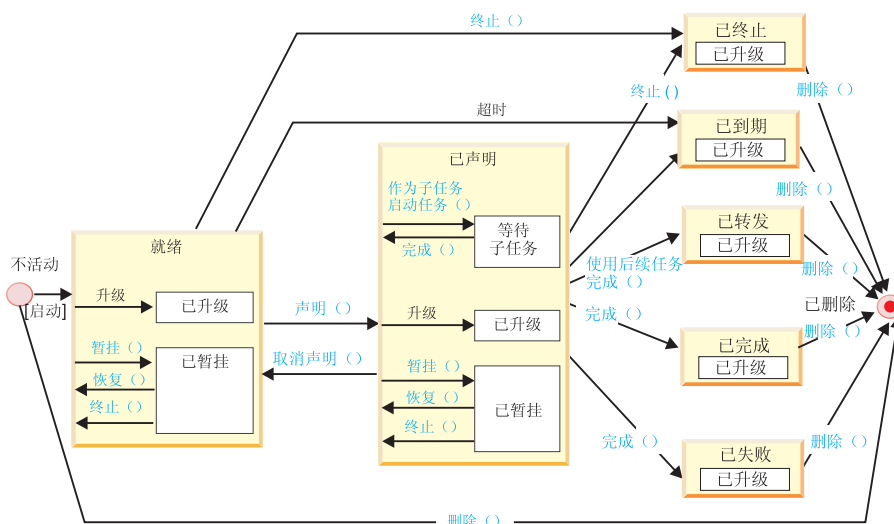 终止（）
已终止
已升级
删除（）
终止( )
超时
已到期
已升级
删除（）
已声明
作为子任务
启动任务（）
等待
子任务
完成（）
已转发
已升级
使用后续任务
完成（）
删除（）
不活动
[启动]
就绪
升级
已升级
暂挂（）
已暂挂
恢复（）
终止（）
声明（）
取消声明（）
升级
已升级
暂挂（）
恢复（）
已暂挂
终止（）
完成（）
已完成
已升级
删除（）
已删除
完成（）
已失败
已升级
删除（）
删除（）